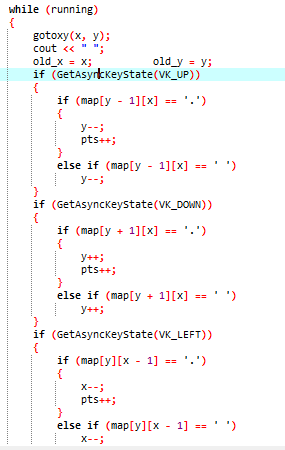 while (running)
{
    gotoxy(x, y);
    cout << " ";
    old_x = x;          old_y = y;
    if (GetAsyncKeyState(VK_UP))
    {
        if (map[y - 1][x] == '.')
        {
            y--;
            pts++;
        }
        else if (map[y - 1][x] == ' ')
            y--;
    }
    if (GetAsyncKeyState(VK_DOWN))
    {
        if (map[y + 1][x] == '.')
        {
            y++;
            pts++;
        }
        else if (map[y + 1][x] == ' ')
            y++;
    }
    if (GetAsyncKeyState(VK_LEFT))
    {
        if (map[y][x - 1] == '.')
        {
            x--;
            pts++;
        }
        else if (map[y][x - 1] == ' ')
            x--;